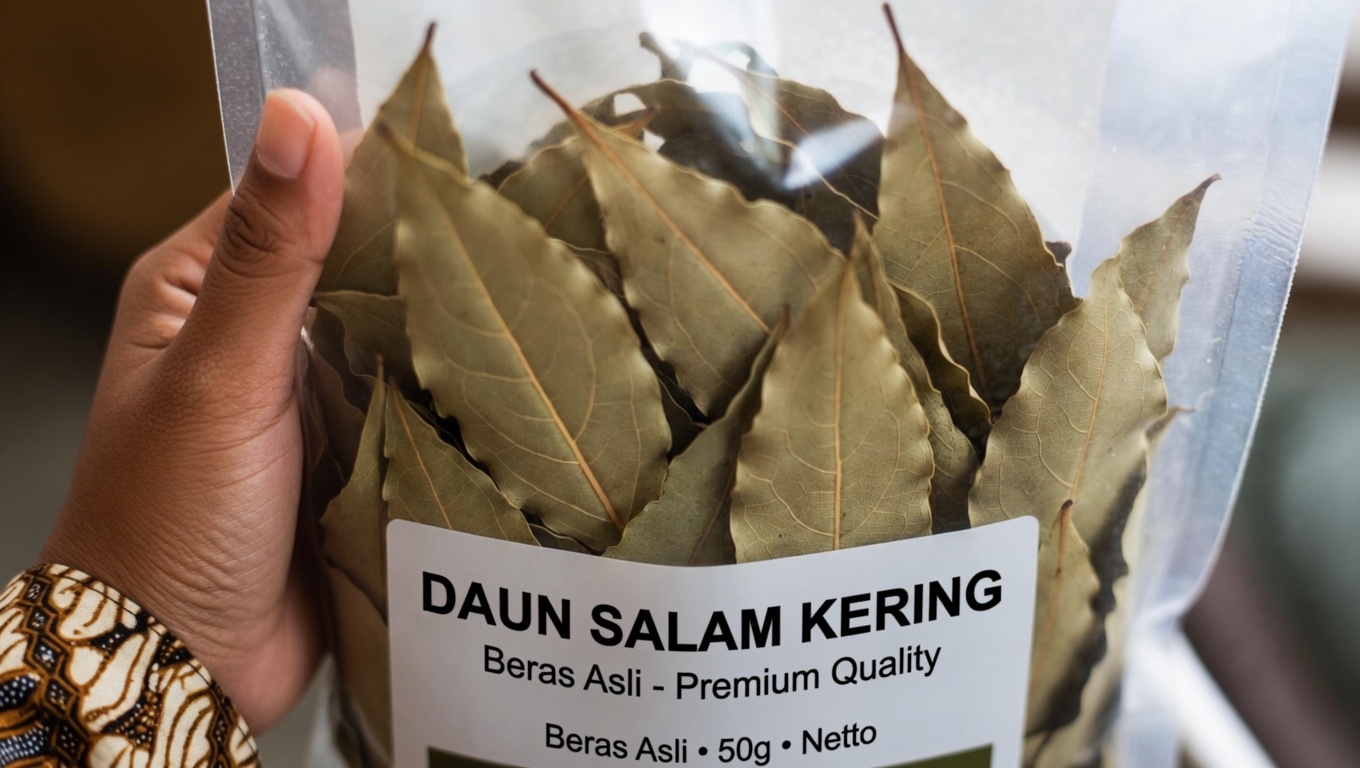 DAUN SALAM KERING
Beras Asli - Premium Quality
Beras Asli • 50g • Netto